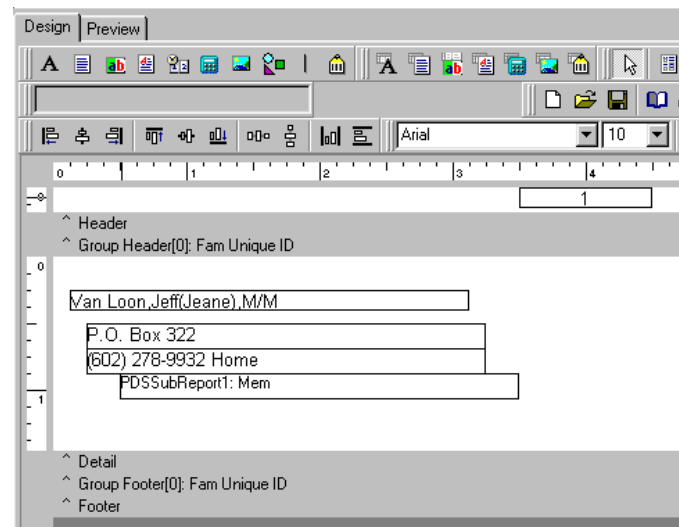 Design Preview
A ab A ab
Arial 10
0 1 2 3 4
1
^ Header
^ Group Header[0]: Fam Unique ID
0
Van Loon,Jeff(Jeane),M/M
P.O. Box 322
(602) 278-9932 Home
PDSSubReport1: Mem
1
^ Detail
^ Group Footer[0]: Fam Unique ID
^ Footer